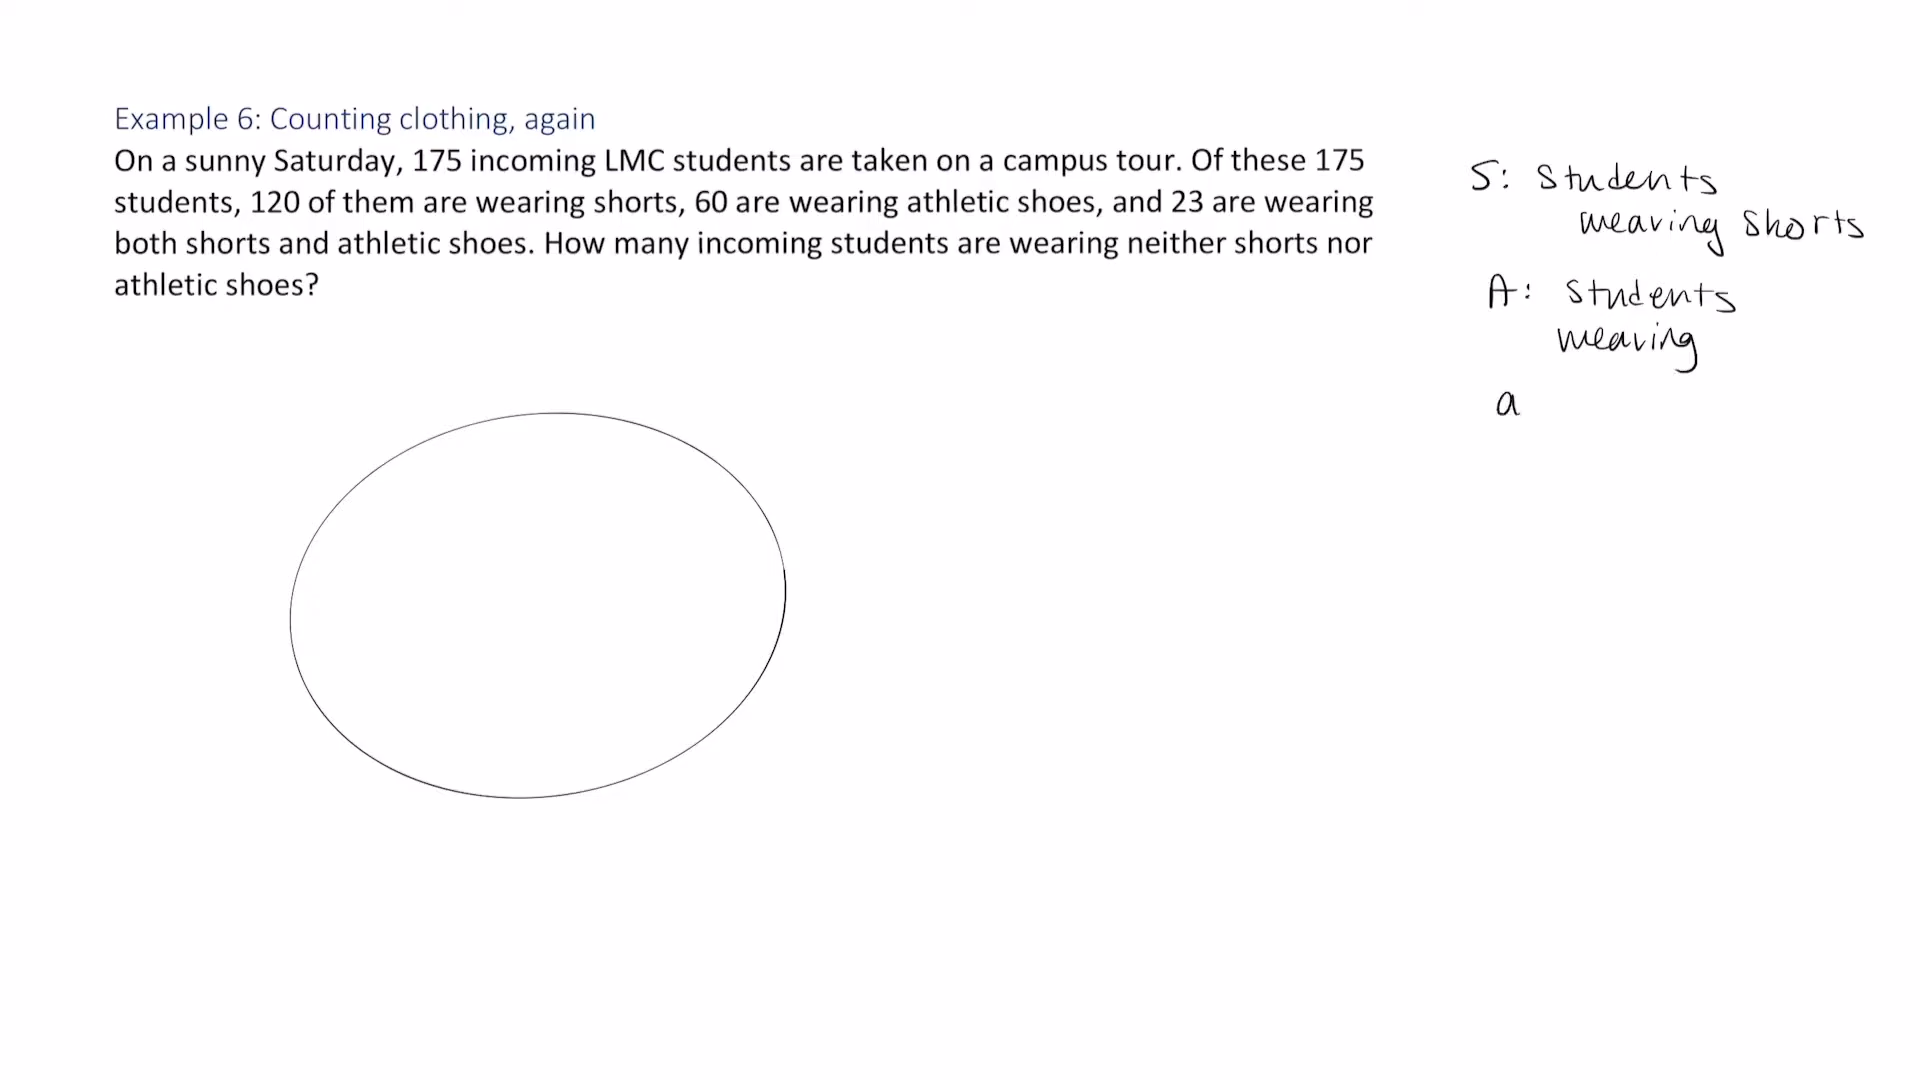 Example 6: Counting clothing, again
On a sunny Saturday, 175 incoming LMC students are taken on a campus tour. Of these 175
students, 120 of them are wearing shorts, 60 are wearing athletic shoes, and 23 are wearing
both shorts and athletic shoes. How many incoming students are wearing neither shorts nor
athletic shoes?
S: Students
wearing shorts
A: Students
wearing
a